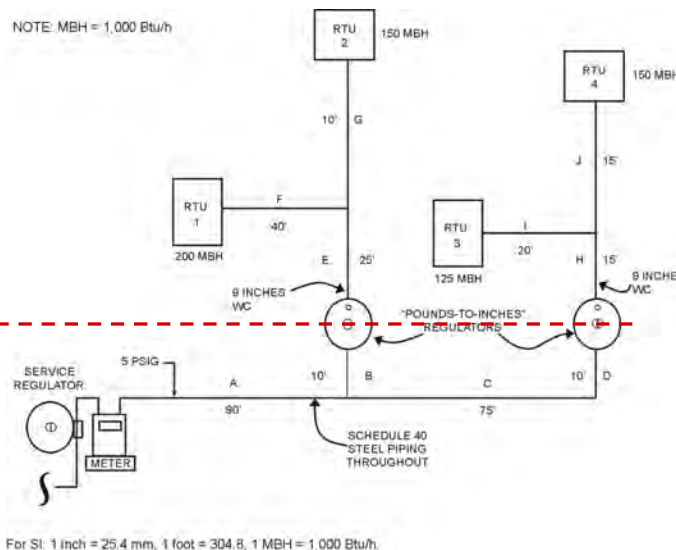 NOTE: MBH = 1,000 Btu/h
RTU
2
150 MBH
RTU
4
150 MBH
10'
G
J
15'
RTU
1
F
40'
200 MBH
RTU
3
I
20'
125 MBH
E
25'
H
15'
9 INCHES
WC
9 INCHES
WC
"POUNDS-TO-INCHES"
REGULATORS
5 PSIG
SERVICE
REGULATOR
A
90'
10'
B
C
75'
10'
D
SCHEDULE 40
STEEL PIPING
THROUGHOUT
METER
For SI: 1 inch = 25.4 mm, 1 foot = 304.8, 1 MBH = 1,000 Btu/h.